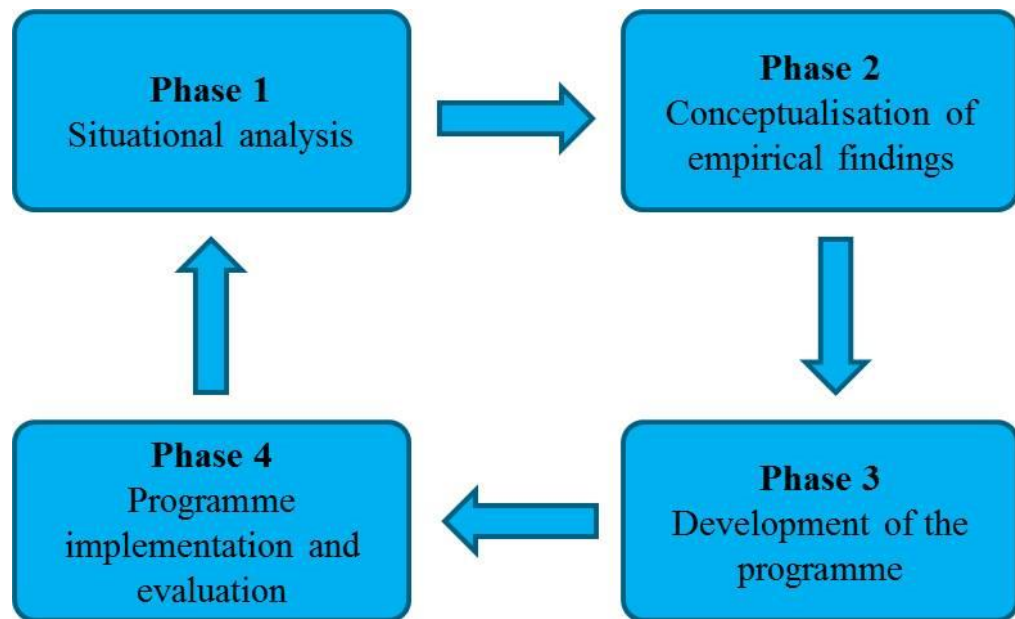 Phase 1
Situational analysis
Phase 2
Conceptualisation of
empirical findings
Phase 3
Development of the
programme
Phase 4
Programme
implementation and
evaluation